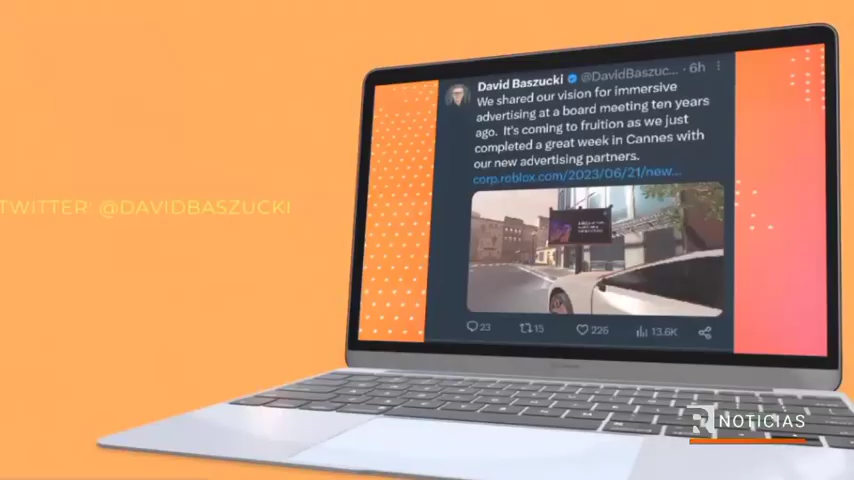 David Baszucki @DavidBaszuc... · 6h
We shared our vision for immersive
advertising at a board meeting ten years
ago. It's coming to fruition as we just
completed a great week in Cannes with
our new advertising partners.
corp.roblox.com/2023/06/21/new...
23 15 226 13.6K
TWITTER: @DAVIDBASZUCKI
R NOTICIAS